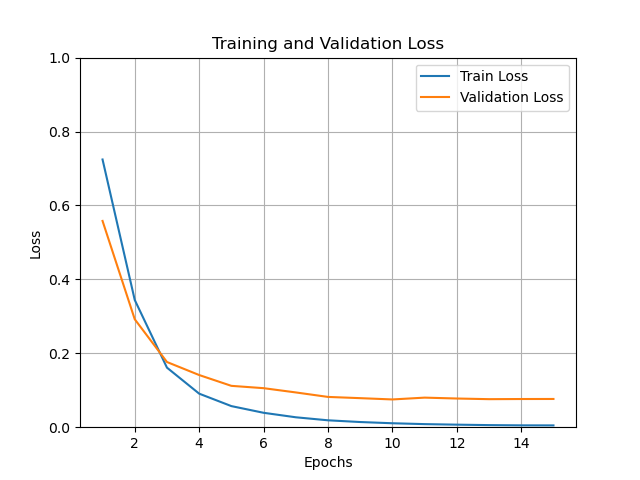 Training and Validation Loss
Train Loss
Validation Loss
1.0
0.8
0.6
0.4
0.2
0.0
Loss
2 4 6 8 10 12 14
Epochs